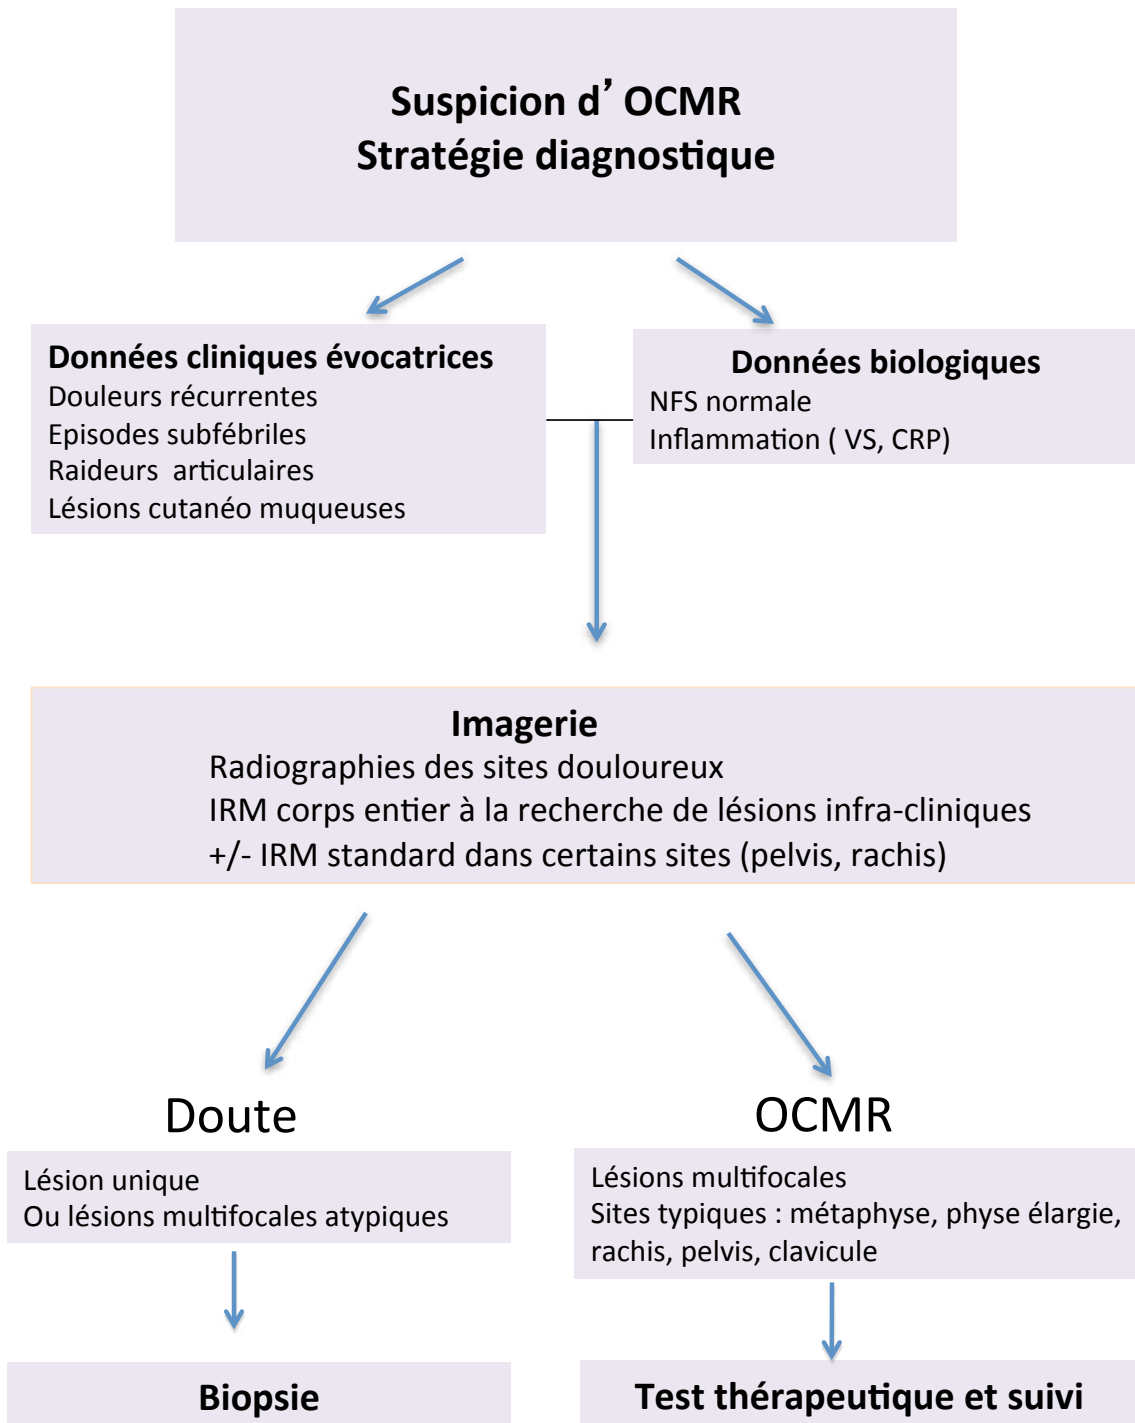 Suspicion d’ OCMR
Stratégie diagnostique
Données cliniques évocatrices
Douleurs récurrentes
Episodes subfébriles
Raideurs articulaires
Lésions cutanéo muqueuses
Données biologiques
NFS normale
Inflammation ( VS, CRP)
Imagerie
Radiographies des sites douloureux
IRM corps entier à la recherche de lésions infra-cliniques
+/- IRM standard dans certains sites (pelvis, rachis)
Doute
Lésion unique
Ou lésions multifocales atypiques
Biopsie
OCMR
Lésions multifocales
Sites typiques : métaphyse, physe élargie,
rachis, pelvis, clavicule
Test thérapeutique et suivi